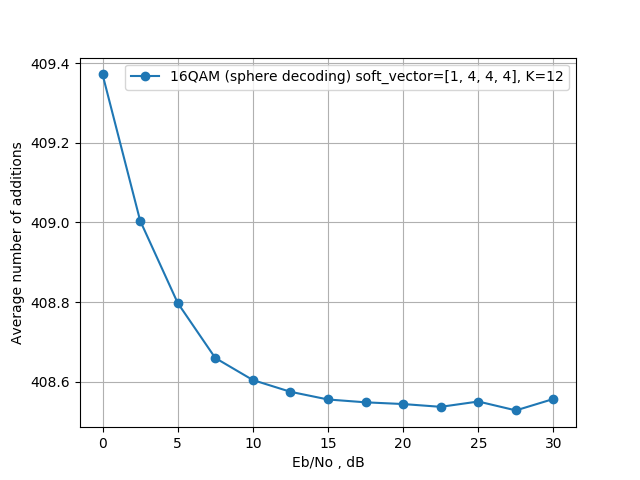 16QAM (sphere decoding) soft_vector=[1, 4, 4, 4], K=12
409.4
409.2
409.0
408.8
408.6
Average number of additions
0 5 10 15 20 25 30
Eb/No , dB